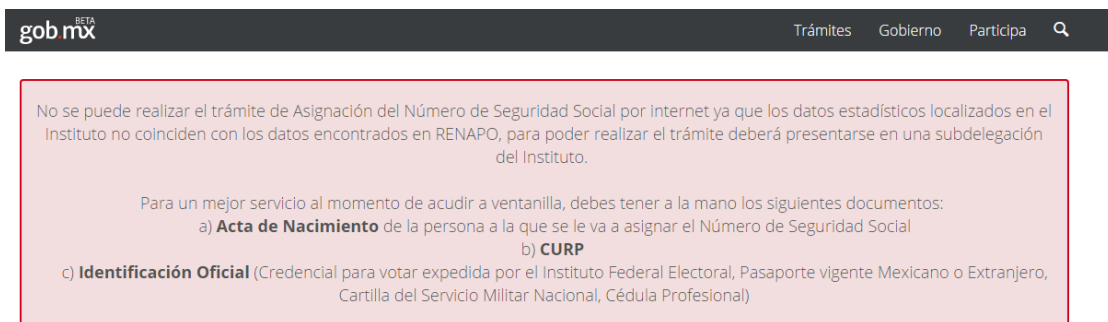 gob.mx BETA Trámites Gobierno Participa
No se puede realizar el trámite de Asignación del Número de Seguridad Social por internet ya que los datos estadísticos localizados en el
Instituto no coinciden con los datos encontrados en RENAPO, para poder realizar el trámite deberá presentarse en una subdelegación
del Instituto.
Para un mejor servicio al momento de acudir a ventanilla, debes tener a la mano los siguientes documentos:
a) Acta de Nacimiento de la persona a la que se le va a asignar el Número de Seguridad Social
b) CURP
c) Identificación Oficial (Credencial para votar expedida por el Instituto Federal Electoral, Pasaporte vigente Mexicano o Extranjero,
Cartilla del Servicio Militar Nacional, Cédula Profesional)